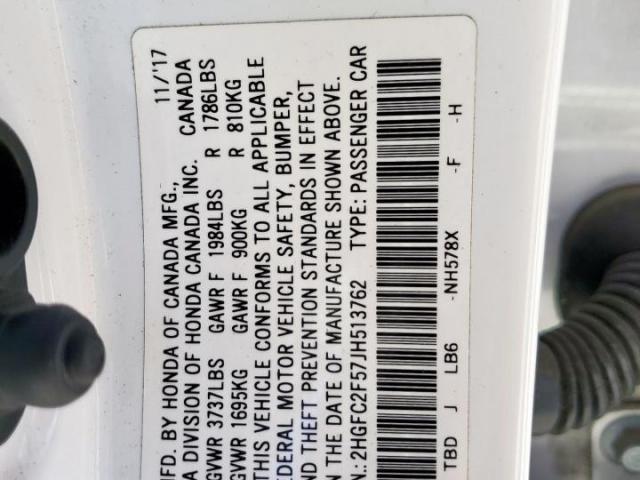 MFD. BY HONDA OF CANADA MFG., 11/'17
A DIVISION OF HONDA CANADA INC. CANADA
GVWR 3737LBS GAWR F 1984LBS R 1786LBS
GVWR 1695KG GAWR F 900KG R 810KG
THIS VEHICLE CONFORMS TO ALL APPLICABLE
EDERAL MOTOR VEHICLE SAFETY, BUMPER,
ND THEFT PREVENTION STANDARDS IN EFFECT
N THE DATE OF MANUFACTURE SHOWN ABOVE.
N.: 2HGFC2F57JH513762 TYPE: PASSENGER CAR
TBD J LB6 -NH578X -F -H